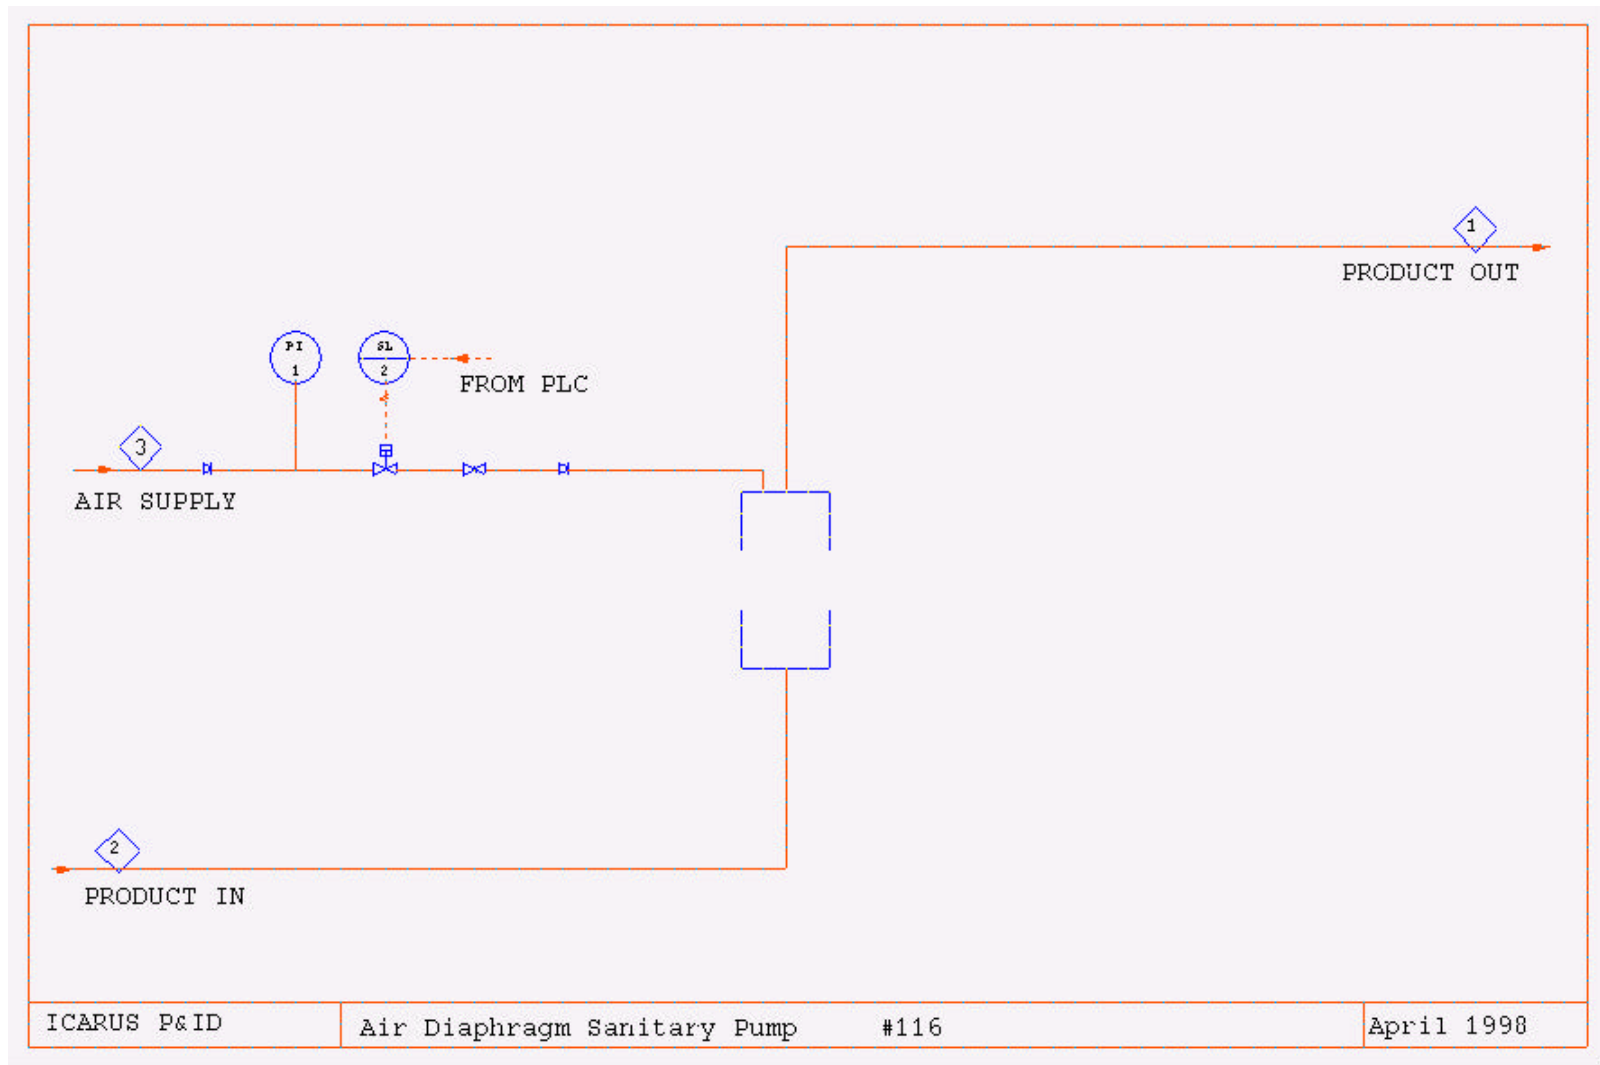 1
PRODUCT OUT
PI
1
SL
2
FROM PLC
3
AIR SUPPLY
2
PRODUCT IN
ICARUS P&ID
Air Diaphragm Sanitary Pump #116
April 1998